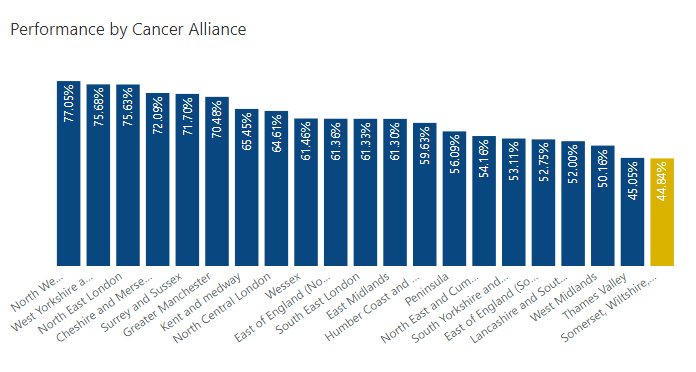 Performance by Cancer Alliance
77.05%
75.68%
75.63%
72.09%
71.70%
70.48%
65.45%
64.61%
61.46%
61.36%
61.33%
61.30%
59.63%
56.09%
54.16%
53.11%
52.75%
52.00%
50.16%
45.05%
44.84%
North We...
West Yorkshire a...
North East London
Cheshire and Merse...
Surrey and Sussex
Greater Manchester
Kent and medway
North Central London
Wessex
East of England (No...
South East London
East Midlands
Humber Coast and ...
Peninsula
North East and Cum...
South Yorkshire and...
East of England (So...
Lancashire and Sout...
West Midlands
Thames Valley
Somerset, Wiltshire,...